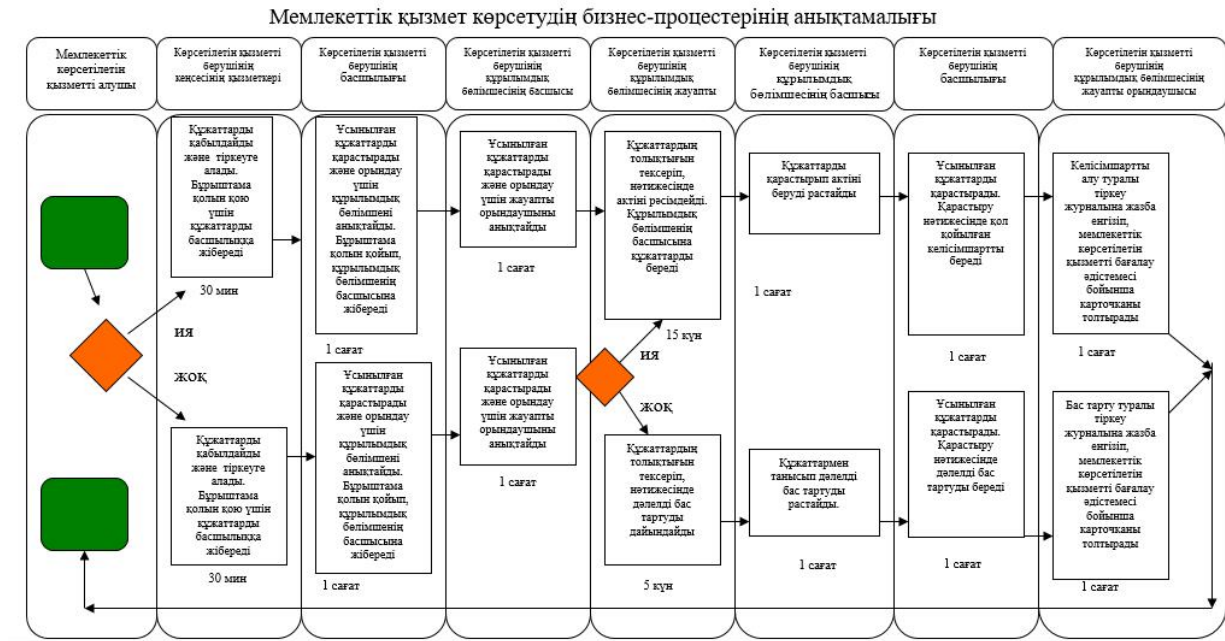 Мемлекеттік қызмет көрсетудің бизнес-процестерінің анықтамалығы
Мемлекеттік
көрсетілетін
қызметті алушы
Көрсетілетін қызметті
берушінің
кеңсесінің қызметкері
Көрсетілетін қызметті
берушінің
басшылығы
Көрсетілетін қызметті
берушінің
құрылымдық
бөлімшесінің басшысы
Көрсетілетін қызметті
берушінің
құрылымдық
бөлімшесінің жауапты
Көрсетілетін қызметті
берушінің
құрылымдық
бөлімшесінің басшысы
Көрсетілетін қызметті
берушінің
басшылығы
Көрсетілетін қызметті
берушінің
құрылымдық бөлімшесінің
жауапты орындаушысы
Құжаттарды
қабылдайды
және тіркеуге
алады.
Бұрыштама
қолын қою
үшін
құжаттарды
басшылыққа
жібереді
30 мин
Ұсынылған
құжаттарды
қарастырады
және орындау
үшін
құрылымдық
бөлімшені
анықтайды.
Бұрыштама
қолын қойып,
құрылымдық
бөлімшенің
басшысына
жібереді
1 сағат
Ұсынылған
құжаттарды
қарастырады
және орындау
үшін жауапты
орындаушыны
анықтайды
1 сағат
Құжаттардың
толықтығын
тексеріп,
нәтижесінде
актіні рәсімдейді.
Құрылымдық
бөлімшенің
басшысына
құжаттарды
береді
15 күн
Құжаттарды
қарастырып актіні
беруді растайды
1 сағат
Ұсынылған
құжаттарды
қарастырады.
Қарастыру
нәтижесінде қол
қойылған
келісімшартты
береді
1 сағат
Келісімшартты
алу туралы
тіркеу
журналына жазба
енгізіп,
мемлекеттік
көрсетілетін
қызметті бағалау
әдістемесі
бойынша
карточканы
толтырады
1 сағат
ИЯ
ЖОҚ
ИЯ
ЖОҚ
Құжаттарды
қабылдайды
және тіркеуге
алады.
Бұрыштама
қолын қою үшін
құжаттарды
басшылыққа
жібереді
30 мин
Ұсынылған
құжаттарды
қарастырады
және орындау
үшін
құрылымдық
бөлімшені
анықтайды.
Бұрыштама
қолын қойып,
құрылымдық
бөлімшенің
басшысына
жібереді
1 сағат
Ұсынылған
құжаттарды
қарастырады
және орындау
үшін жауапты
орындаушыны
анықтайды
1 сағат
Құжаттардың
толықтығын
тексеріп,
нәтижесінде
дәлелді бас
тартуды
дайындайды
5 күн
Құжаттармен
танысып дәлелді
бас тартуды
растайды.
1 сағат
Ұсынылған
құжаттарды
қарастырады.
Қарастыру
нәтижесінде
дәлелді бас
тартуды береді
1 сағат
Бас тарту туралы
тіркеу
журналына жазба
енгізіп,
мемлекеттік
көрсетілетін
қызметті бағалау
әдістемесі
бойынша
карточканы
толтырады
1 сағат